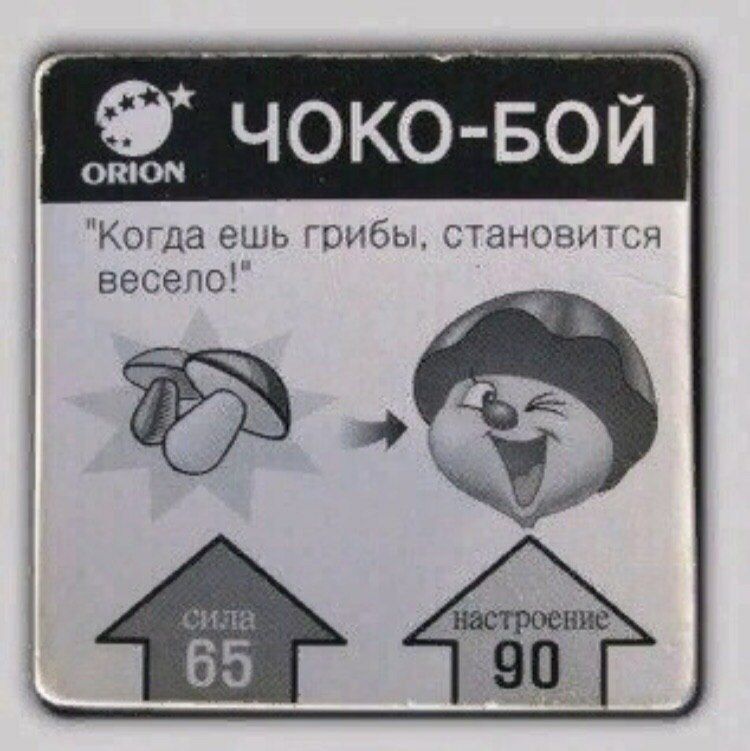 ORION
ЧОКО-БОЙ
"Когда ешь грибы, становится
весело!"
сила
65
настроение
90